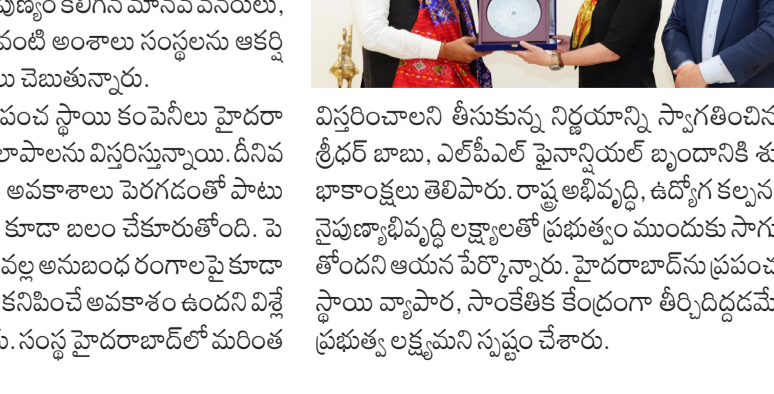 పుణ్యం కలిగిన మానవ వనరులు,
వంటి అంశాలు సంస్థలను ఆకర్షి
లు చెబుతున్నారు.
పంచ స్థాయి కంపెనీలు హైదరా
లాపాలను విస్తరిస్తున్నాయి. దీనివ
అవకాశాలు పెరగడంతో పాటు
కూడా బలం చేకూరుతోంది. పె
వల్ల అనుబంధ రంగాలపై కూడా
కనిపించే అవకాశం ఉందని విశ్లే
సంస్థ హైదరాబాద్‌లో మరింత
విస్తరించాలని తీసుకున్న నిర్ణయాన్ని స్వాగతించిన
శ్రీధర్ బాబు, ఎల్‌పీఎల్ ఫైనాన్షియల్ బృందానికి శు
భాకాంక్షలు తెలిపారు. రాష్ట్ర అభివృద్ధి, ఉద్యోగ కల్పన
నైపుణ్యాభివృద్ధి లక్ష్యాలతో ప్రభుత్వం ముందుకు సాగు
తోందని ఆయన పేర్కొన్నారు. హైదరాబాద్‌ను ప్రపంచ
స్థాయి వ్యాపార, సాంకేతిక కేంద్రంగా తీర్చిదిద్దడమే
ప్రభుత్వ లక్ష్యమని స్పష్టం చేశారు.